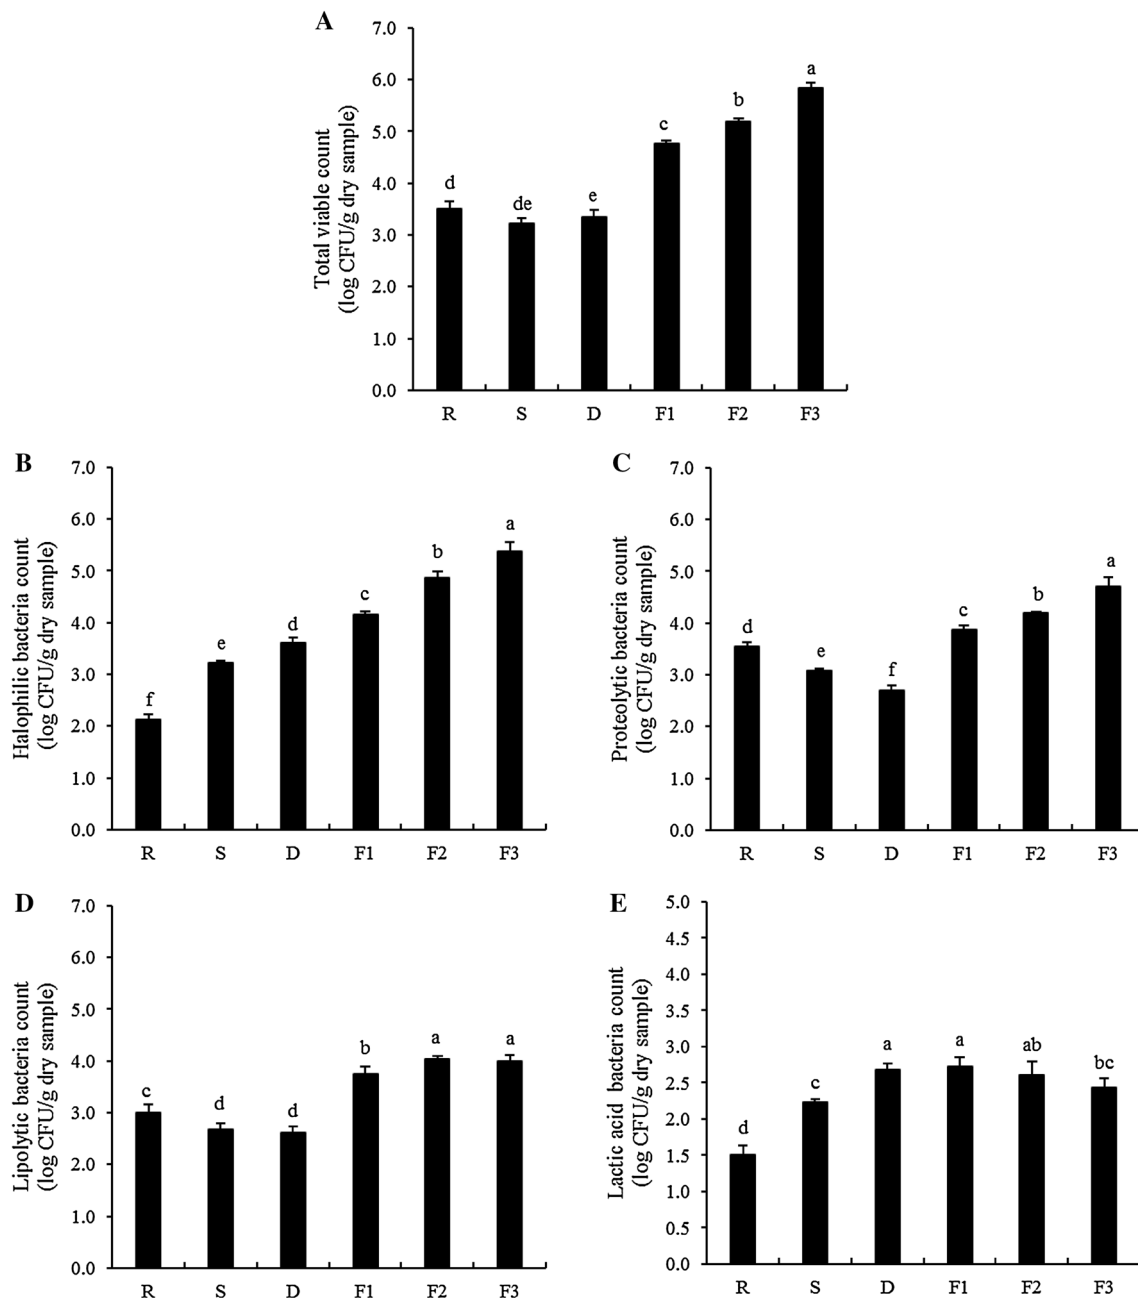 A
Total viable count
(log CFU/g dry sample)
7.0
6.0
5.0
4.0
3.0
2.0
1.0
0.0
d
de
e
c
b
a
R S D F1 F2 F3
B
Halophilic bacteria count
(log CFU/g dry sample)
7.0
6.0
5.0
4.0
3.0
2.0
1.0
0.0
f
e
d
c
b
a
R S D F1 F2 F3
C
Proteolytic bacteria count
(log CFU/g dry sample)
7.0
6.0
5.0
4.0
3.0
2.0
1.0
0.0
d
e
f
c
b
a
R S D F1 F2 F3
D
Lipolytic bacteria count
(log CFU/g dry sample)
7.0
6.0
5.0
4.0
3.0
2.0
1.0
0.0
c
d
d
b
a
a
R S D F1 F2 F3
E
Lactic acid bacteria count
(log CFU/g dry sample)
5.0
4.5
4.0
3.5
3.0
2.5
2.0
1.5
1.0
0.5
0.0
d
c
a
a
ab
bc
R S D F1 F2 F3